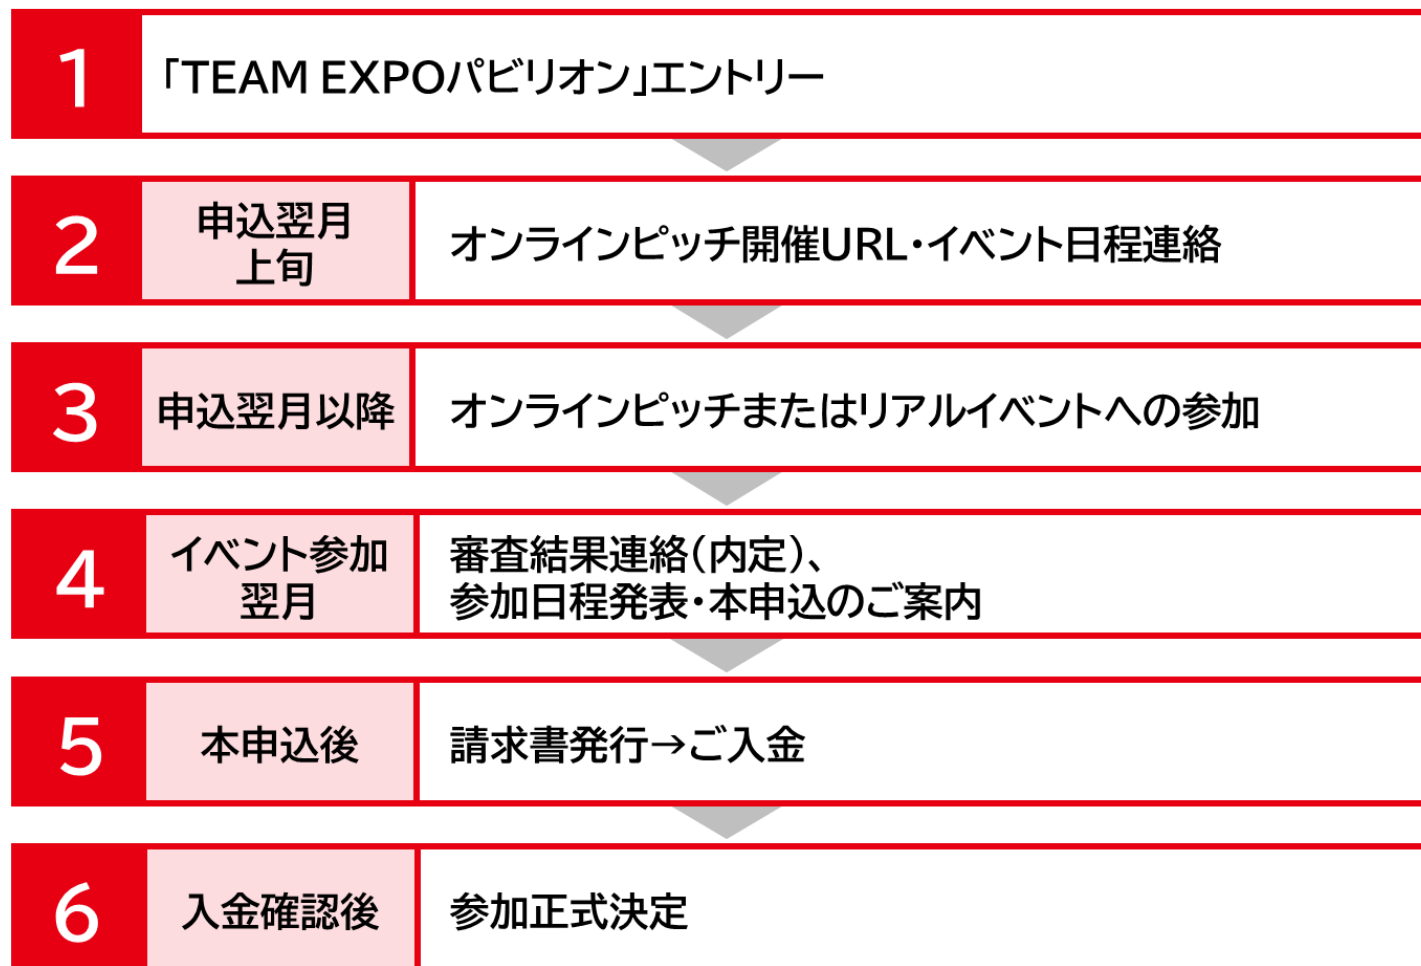 1
「TEAM EXPOパビリオン」エントリー
2
申込翌月
上旬
オンラインピッチ開催URL・イベント日程連絡
3
申込翌月以降
オンラインピッチまたはリアルイベントへの参加
4
イベント参加
翌月
審査結果連絡(内定)、
参加日程発表・本申込のご案内
5
本申込後
請求書発行→ご入金
6
入金確認後
参加正式決定